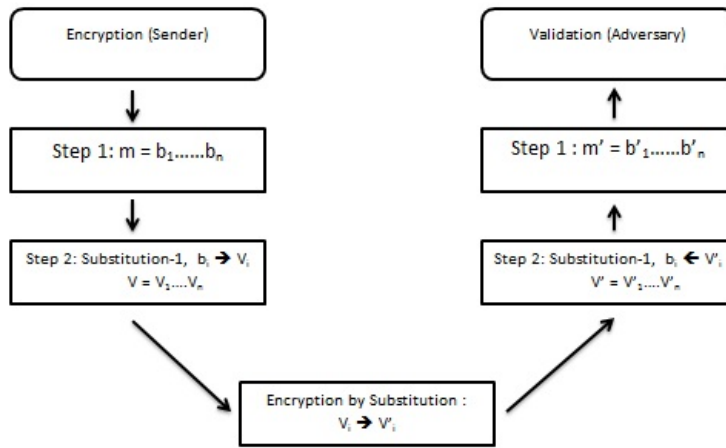 Encryption (Sender)
Step 1: m = b₁......bₙ
Step 2: Substitution-1, bᵢ → Vᵢ
V = V₁....Vₙ
Encryption by Substitution :
Vᵢ → V'ᵢ
Validation (Adversary)
Step 1 : m’ = b’₁......b’ₙ
Step 2: Substitution-1, bᵢ ← V’ᵢ
V’ = V’₁....V’ₙ